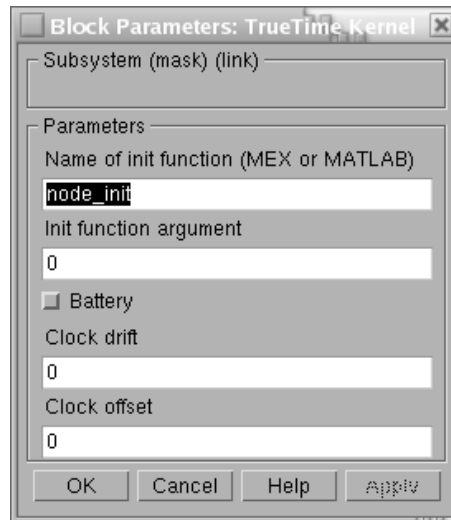 Block Parameters: TrueTime Kernel
Subsystem (mask) (link)
Parameters
Name of init function (MEX or MATLAB)
node_init
Init function argument
0
Battery
Clock drift
0
Clock offset
0
OK Cancel Help Apply